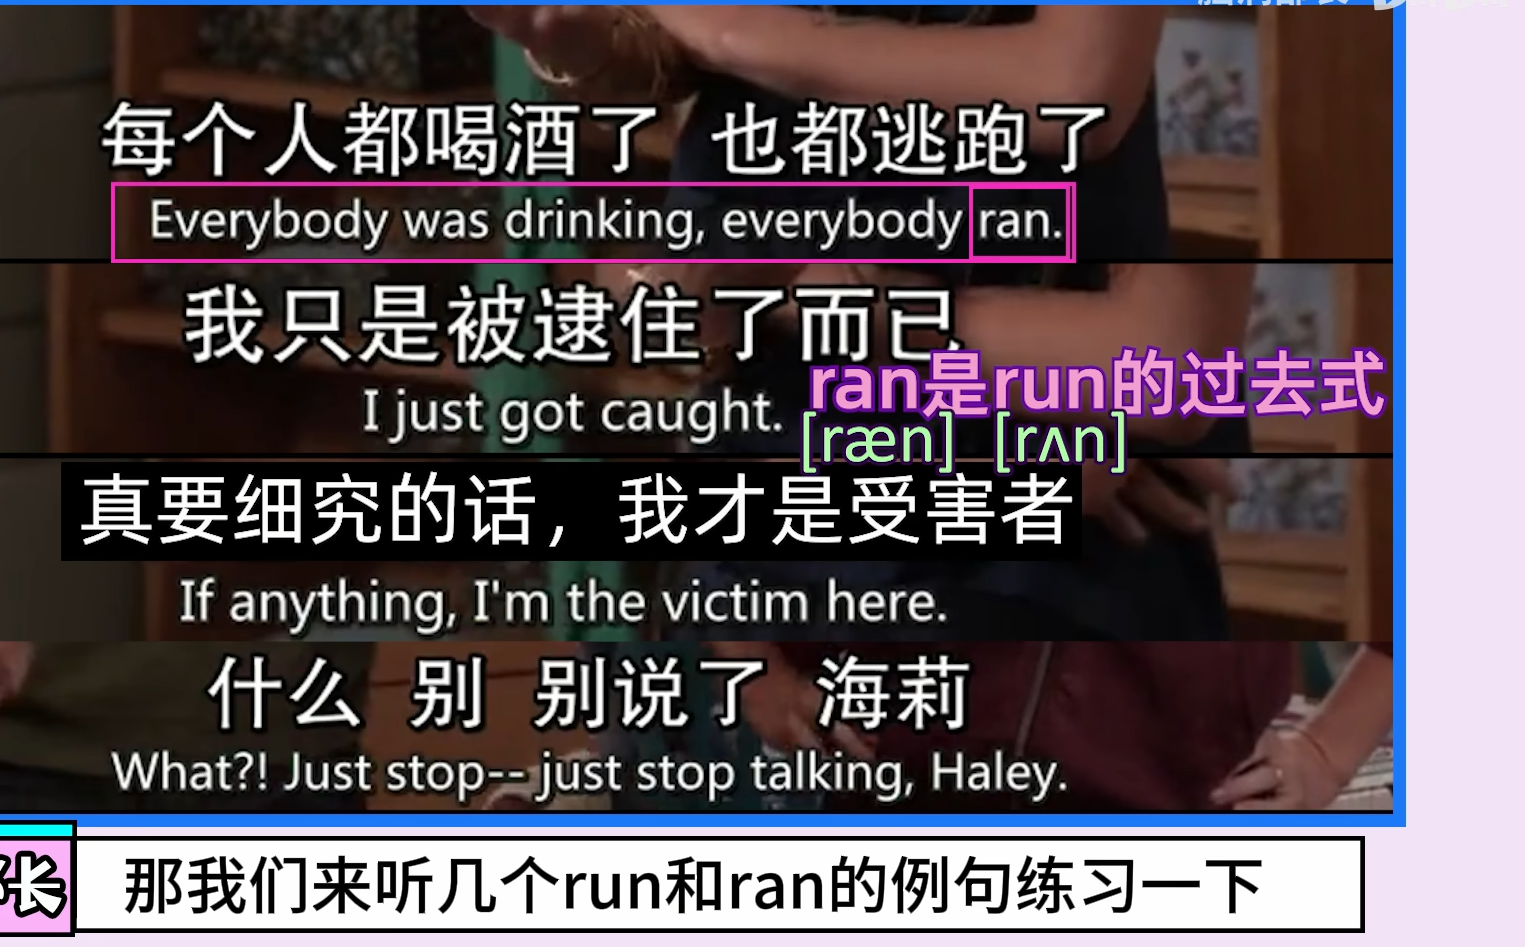 每个人都喝酒了 也都逃跑了
Everybody was drinking, everybody ran.
我只是被逮住了而已
I just got caught.
ran是run的过去式
[ræn] [rʌn]
真要细究的话，我才是受害者
If anything, I'm the victim here.
什么 别 别说了 海莉
What?! Just stop-- just stop talking, Haley.
张
那我们来听几个run和ran的例句练习一下